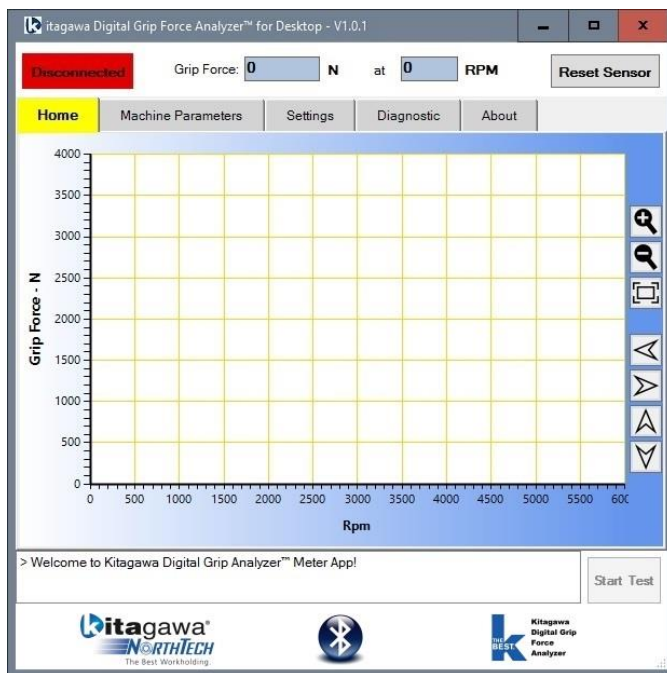 k itagawa Digital Grip Force Analyzer™ for Desktop - V1.0.1
Disconnected Grip Force: 0 N at 0 RPM Reset Sensor
Home Machine Parameters Settings Diagnostic About
4000
3500
3000
2500
2000
1500
1000
500
0
Grip Force - N
0 500 1000 1500 2000 2500 3000 3500 4000 4500 5000 5500 600
Rpm
> Welcome to Kitagawa Digital Grip Analyzer™ Meter App!
Start Test
kitagawa®
NORTHTECH
The Best Workholding.
THE BEST. k
Kitagawa
Digital Grip
Force
Analyzer